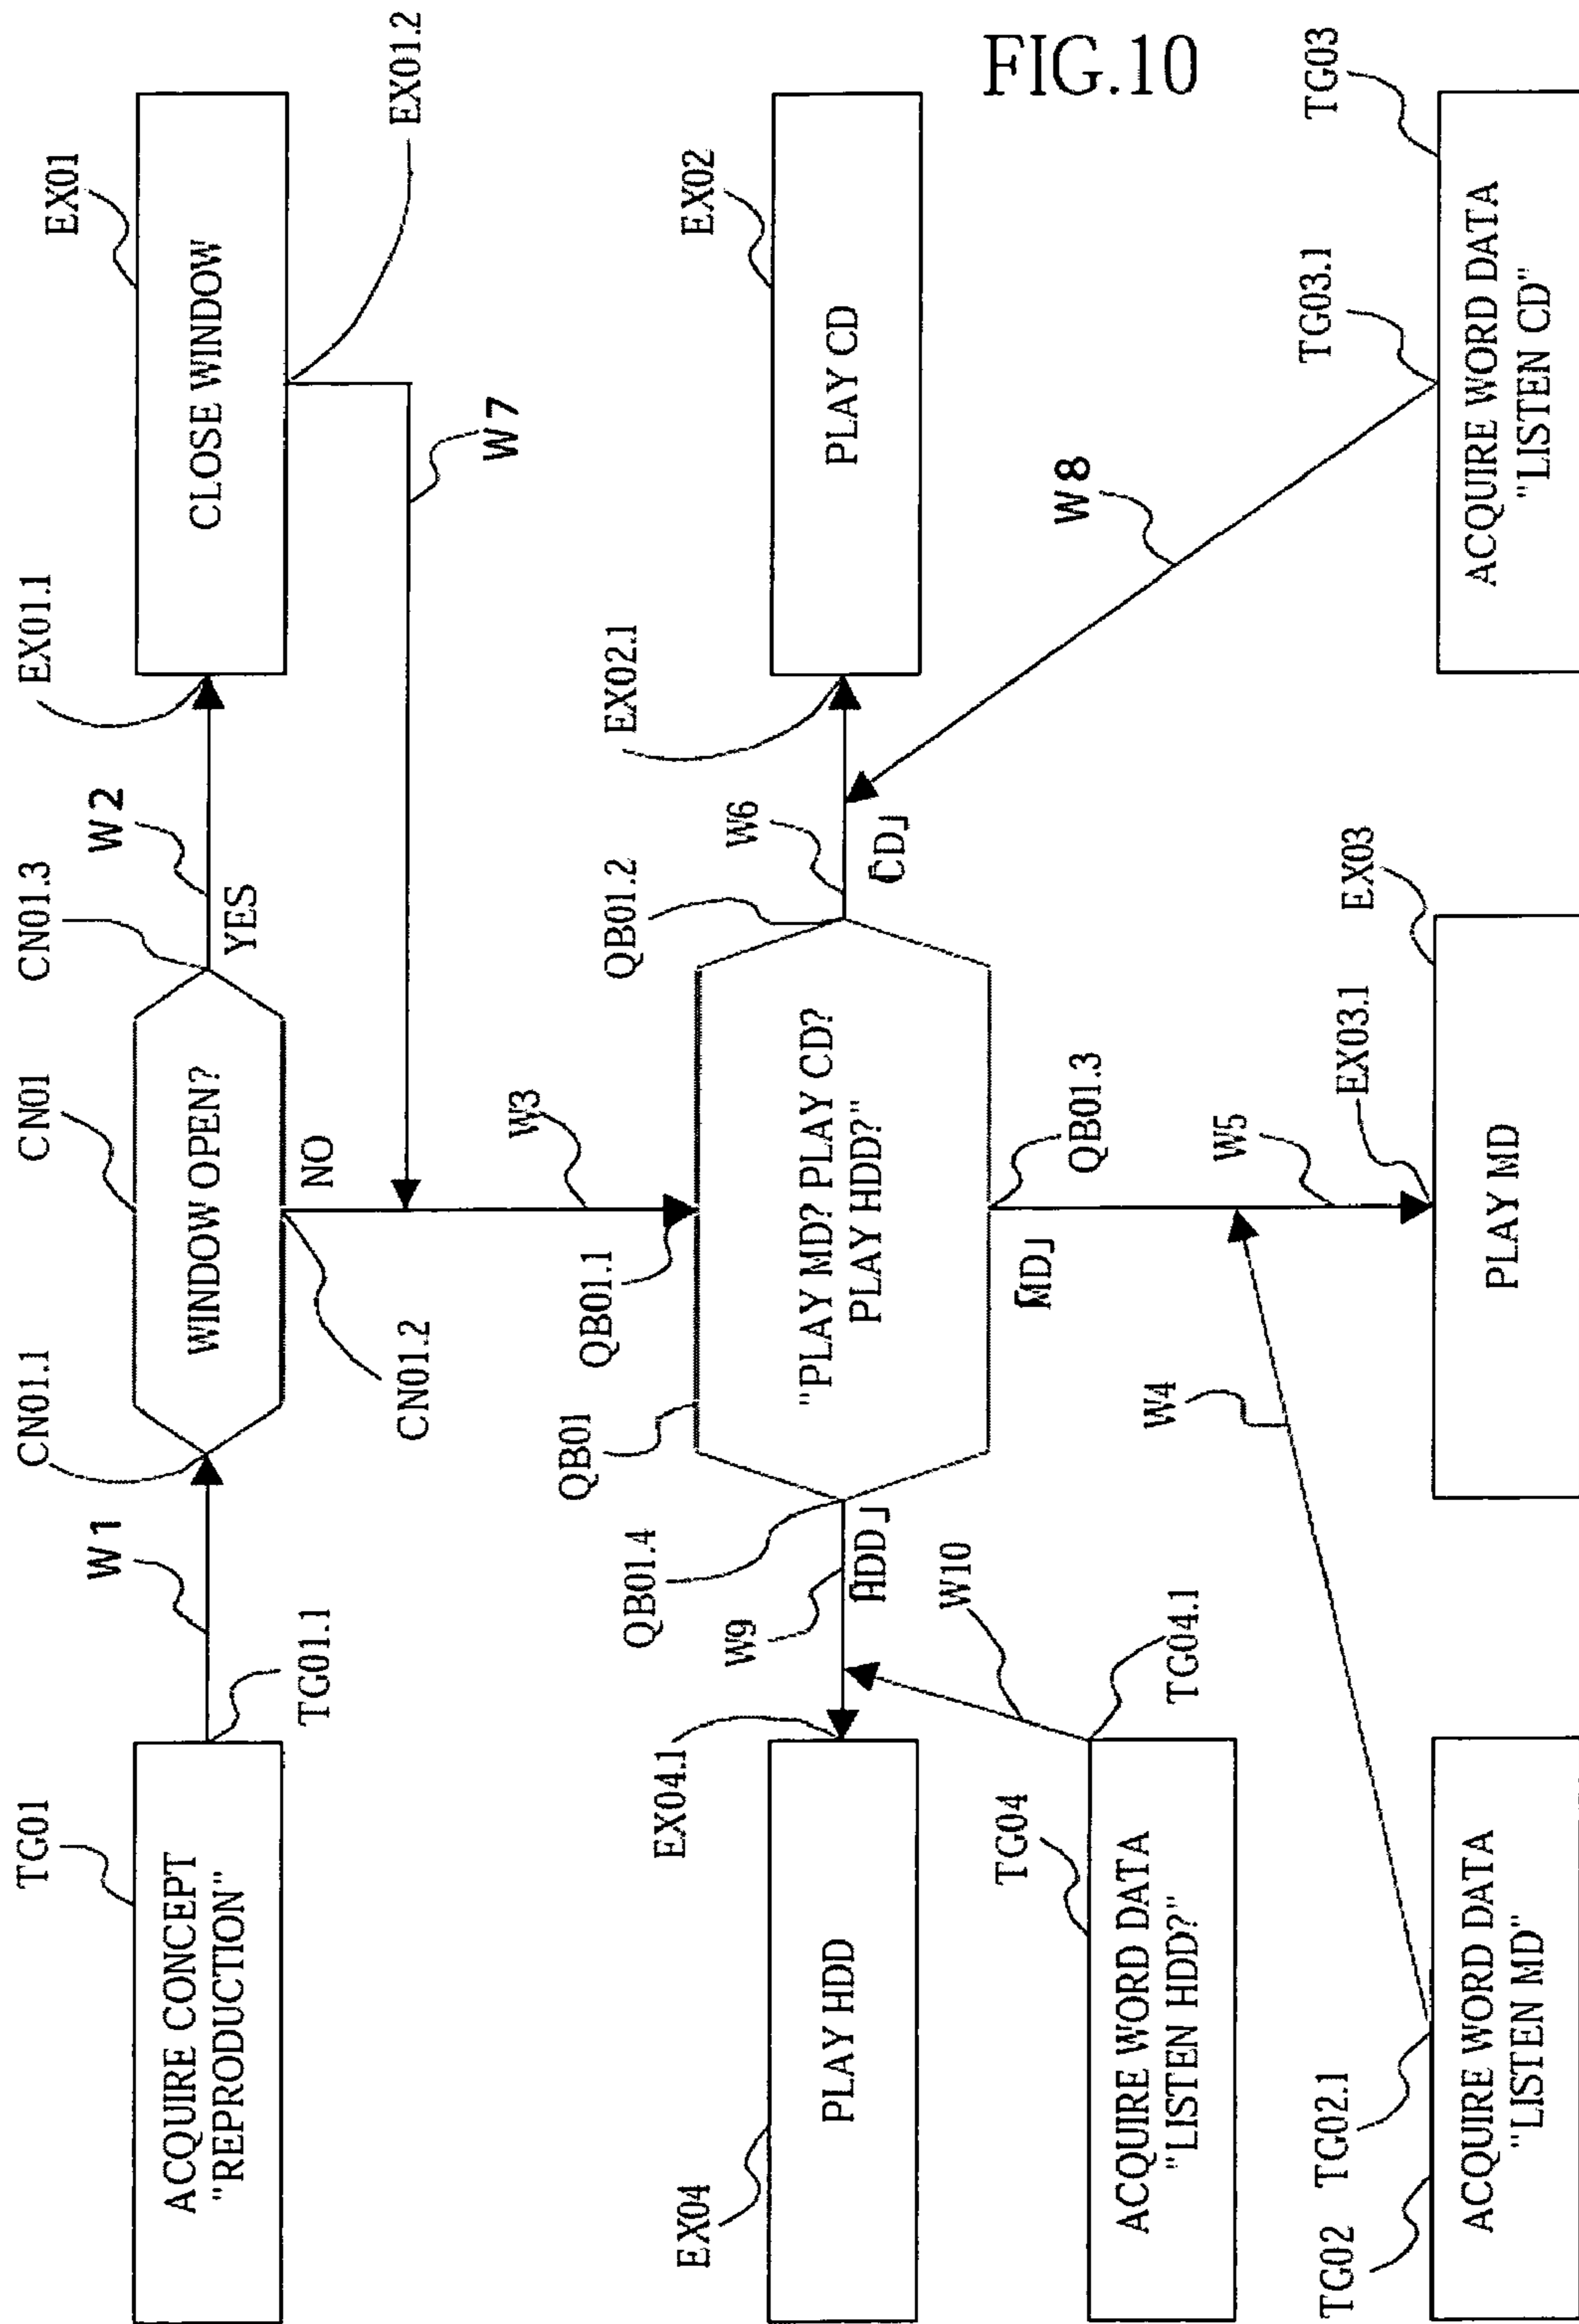 FIG.10
TG01
ACQUIRE CONCEPT
"REPRODUCTION"
TG01.1
W1
CN01.1
CN01
WINDOW OPEN?
CN01.2
NO
CN01.3
YES
W2
EX01.1
EX01
CLOSE WINDOW
EX01.2
W7
W3
EX04
PLAY HDD
EX04.1
W9
「HDD」
QB01.4
QB01
QB01.1
"PLAY MD? PLAY CD?
PLAY HDD?"
QB01.2
W6
「CD」
EX02.1
EX02
PLAY CD
TG04
ACQUIRE WORD DATA
"LISTEN HDD?"
TG04.1
W10
「MD」
QB01.3
W8
TG02
TG02.1
ACQUIRE WORD DATA
"LISTEN MD"
W4
W5
EX03.1
EX03
PLAY MD
TG03.1
TG03
ACQUIRE WORD DATA
"LISTEN CD"